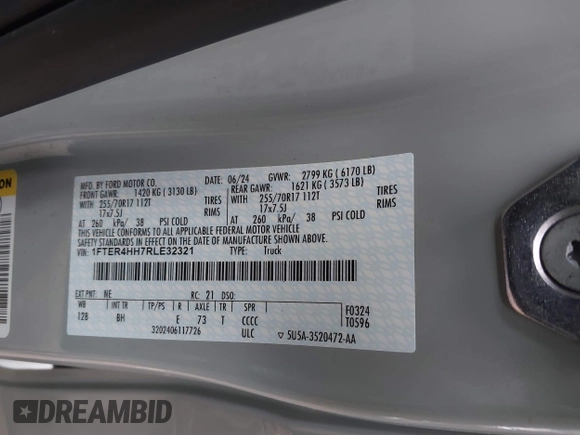 MFD. BY FORD MOTOR CO. DATE: 06/24 GVWR: 2799 KG ( 6170 LB)
FRONT GAWR: 1420 KG ( 3130 LB) REAR GAWR: 1621 KG ( 3573 LB)
WITH 255/70R17 112T TIRES WITH 255/70R17 112T TIRES
17x7.5J RIMS 17x7.5J RIMS
AT 260 kPa/ 38 PSI COLD AT 260 kPa/ 38 PSI COLD
THIS VEHICLE CONFORMS TO ALL APPLICABLE FEDERAL MOTOR VEHICLE
SAFETY AND THEFT PREVENTION STANDARDS IN EFFECT ON THE DATE OF MANUFACTURE SHOWN ABOVE.
VIN: 1FTER4HH7RLE32321 TYPE: Truck
EXT PNT: NE RC: 21 DSO:
WB INT TR TP/PS R AXLE TR SPR F0324
128 BH E 73 T CCCC T0596
3202406117726 ULC 5U5A-3520472-AA
DREAMBID